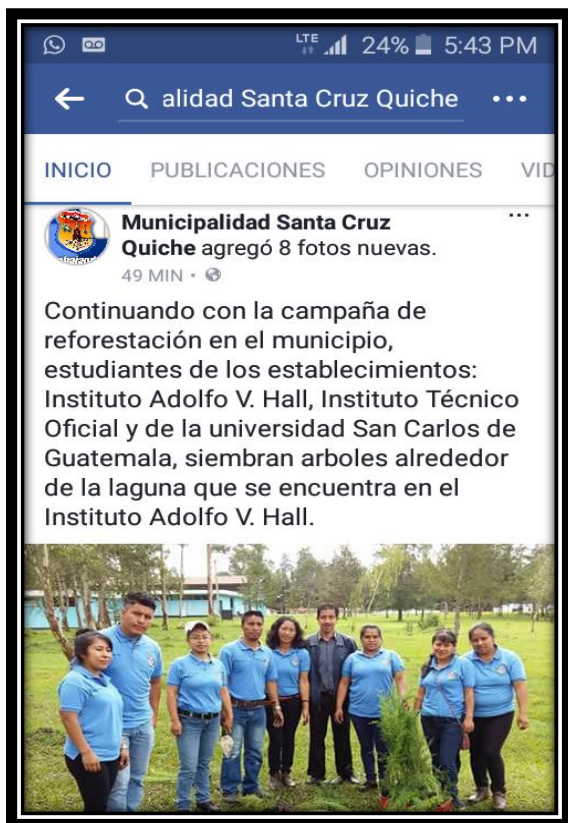 LTE 24% 5:43 PM
alidad Santa Cruz Quiche
INICIO PUBLICACIONES OPINIONES VID
Municipalidad Santa Cruz
Quiche agregó 8 fotos nuevas.
49 MIN
Continuando con la campaña de
reforestación en el municipio,
estudiantes de los establecimientos:
Instituto Adolfo V. Hall, Instituto Técnico
Oficial y de la universidad San Carlos de
Guatemala, siembran arboles alrededor
de la laguna que se encuentra en el
Instituto Adolfo V. Hall.